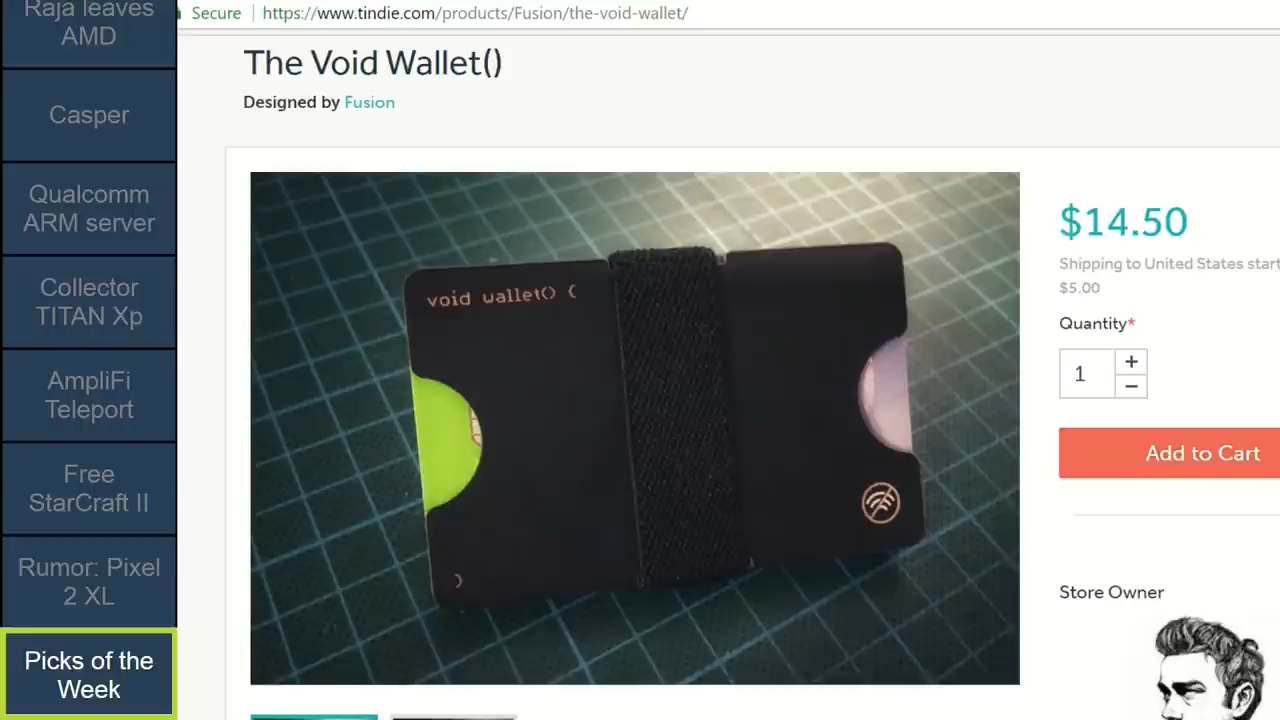 Raja leaves
AMD
Casper
Qualcomm
ARM server
Collector
TITAN Xp
AmpliFi
Teleport
Free
StarCraft II
Rumor: Pixel
2 XL
Picks of the
Week
Secure
https://www.tindie.com/products/Fusion/the-void-wallet/
The Void Wallet()
Designed by Fusion
void wallet() {
}
$14.50
Shipping to United States start
$5.00
Quantity*
1
+
−
Add to Cart
Store Owner